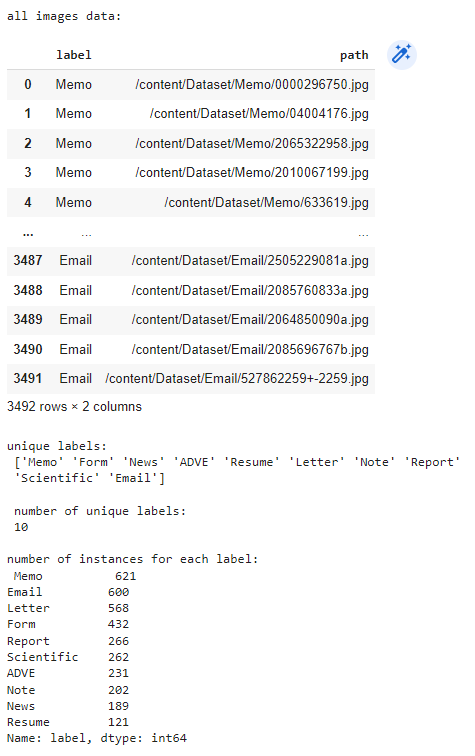 all images data:
label path
0 Memo /content/Dataset/Memo/0000296750.jpg
1 Memo /content/Dataset/Memo/04004176.jpg
2 Memo /content/Dataset/Memo/2065322958.jpg
3 Memo /content/Dataset/Memo/2010067199.jpg
4 Memo /content/Dataset/Memo/633619.jpg
... ... ...
3487 Email /content/Dataset/Email/2505229081a.jpg
3488 Email /content/Dataset/Email/2085760833a.jpg
3489 Email /content/Dataset/Email/2064850090a.jpg
3490 Email /content/Dataset/Email/2085696767b.jpg
3491 Email /content/Dataset/Email/527862259+-2259.jpg
3492 rows × 2 columns
unique labels:
['Memo' 'Form' 'News' 'ADVE' 'Resume' 'Letter' 'Note' 'Report'
'Scientific' 'Email']
number of unique labels:
10
number of instances for each label:
Memo 621
Email 600
Letter 568
Form 432
Report 266
Scientific 262
ADVE 231
Note 202
News 189
Resume 121
Name: label, dtype: int64